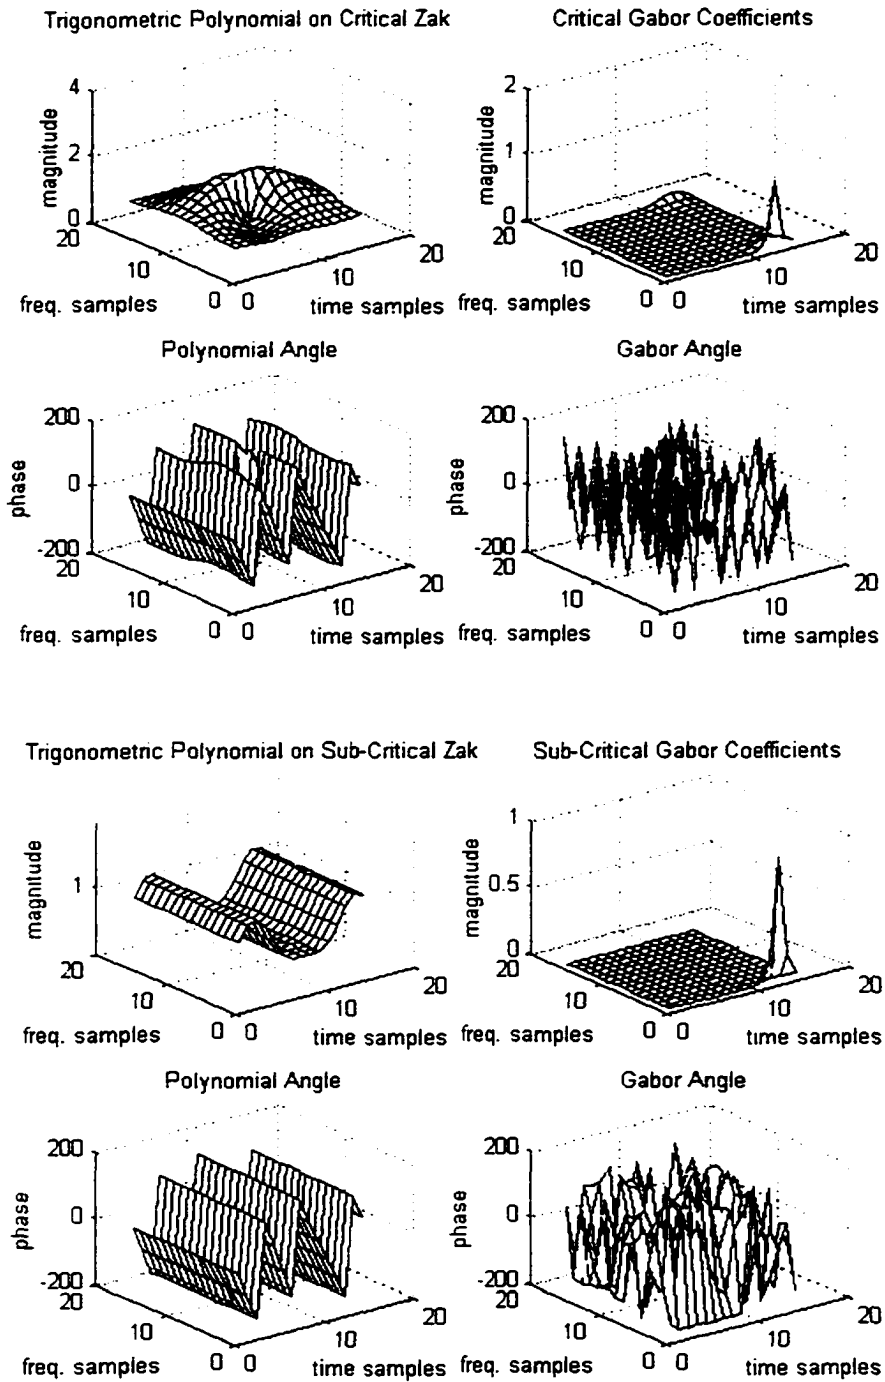 Trigonometric Polynomial on Critical Zak
Critical Gabor Coefficients
magnitude
4
2
0
20
10
0
0
10
20
freq. samples
time samples
magnitude
2
1
0
20
10
0
0
10
20
freq. samples
time samples
Polynomial Angle
Gabor Angle
phase
200
0
-200
20
10
0
0
10
20
freq. samples
time samples
phase
200
0
-200
20
10
0
0
10
20
freq. samples
time samples
Trigonometric Polynomial on Sub-Critical Zak
Sub-Critical Gabor Coefficients
magnitude
1
20
10
0
0
10
20
freq. samples
time samples
magnitude
1
0.5
0
20
10
0
0
10
20
freq. samples
time samples
Polynomial Angle
Gabor Angle
phase
200
0
-200
20
10
0
0
10
20
freq. samples
time samples
phase
200
0
-200
20
10
0
0
10
20
freq. samples
time samples